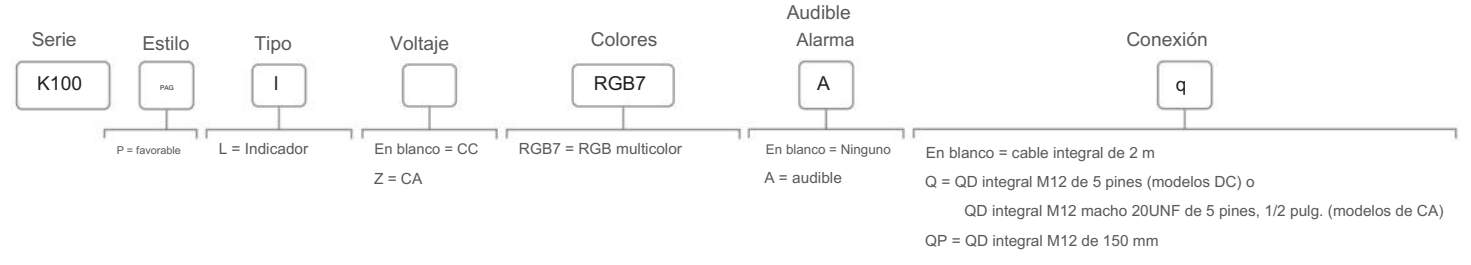 Serie
Estilo
Tipo
Voltaje
Colores
Audible
Alarma
Conexión
K100
PAG
I
RGB7
A
q
P = favorable
L = Indicador
En blanco = CC
Z = CA
RGB7 = RGB multicolor
En blanco = Ninguno
A = audible
En blanco = cable integral de 2 m
Q = QD integral M12 de 5 pines (modelos DC) o
QD integral M12 macho 20UNF de 5 pines, 1/2 pulg. (modelos de CA)
QP = QD integral M12 de 150 mm